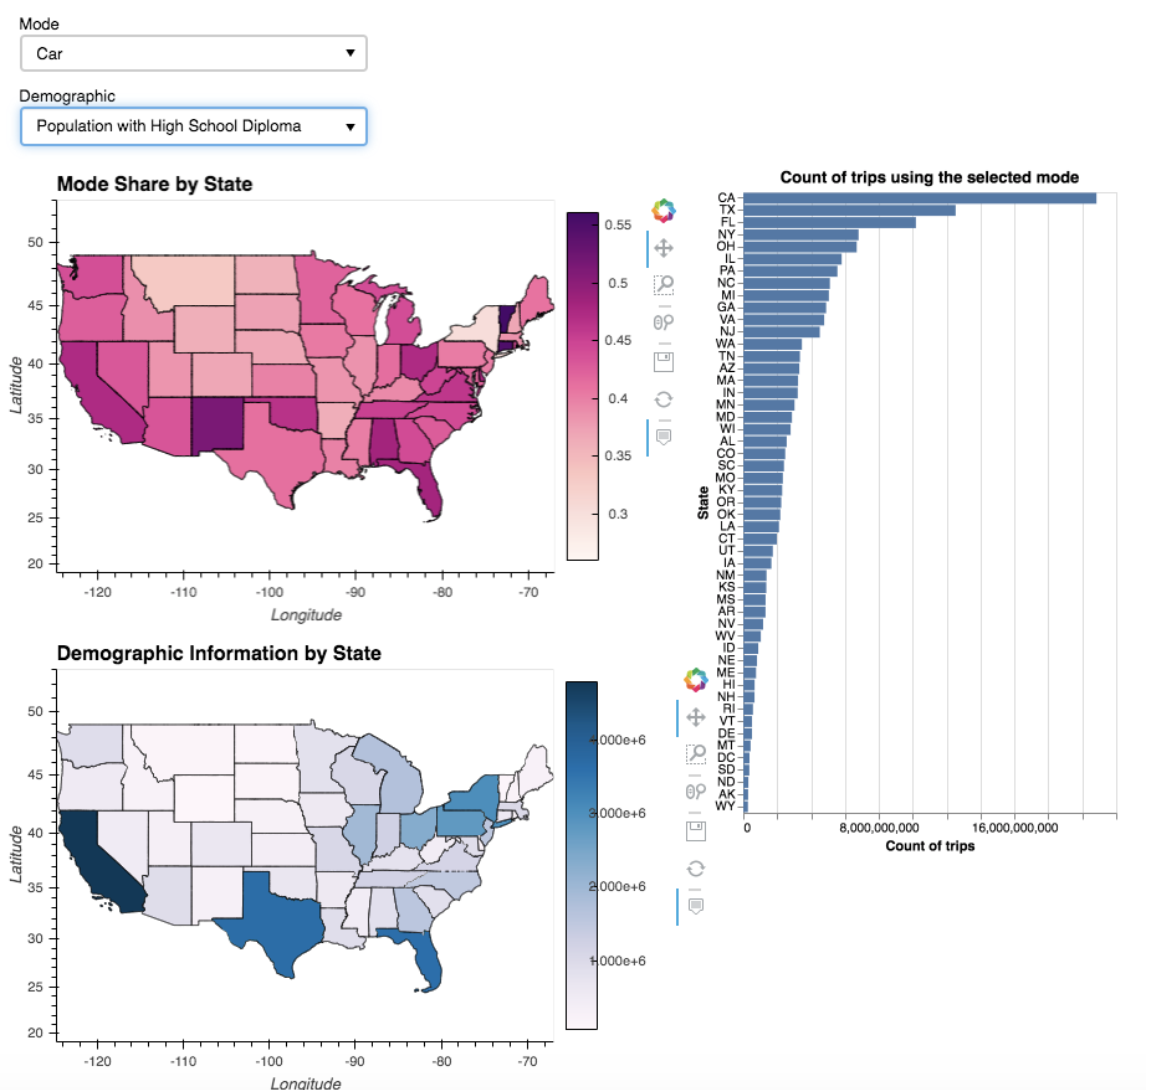 Mode
Car
Demographic
Population with High School Diploma
Mode Share by State
50
45
40
35
30
25
20
Latitude
-120 -110 -100 -90 -80 -70
Longitude
0.55
0.5
0.45
0.4
0.35
0.3
Demographic Information by State
50
45
40
35
30
25
20
Latitude
-120 -110 -100 -90 -80 -70
Longitude
4.000e+6
3.000e+6
2.000e+6
1.000e+6
Count of trips using the selected mode
State
CA
TX
FL
NY
OH
IL
PA
NC
MI
GA
VA
NJ
WA
TN
AZ
MA
IN
MN
MD
WI
AL
CO
SC
MO
KY
OR
OK
LA
CT
UT
IA
NM
KS
MS
AR
NV
WV
ID
NE
ME
HI
NH
RI
VT
DE
MT
DC
SD
ND
AK
WY
0 8,000,000,000 16,000,000,000
Count of trips